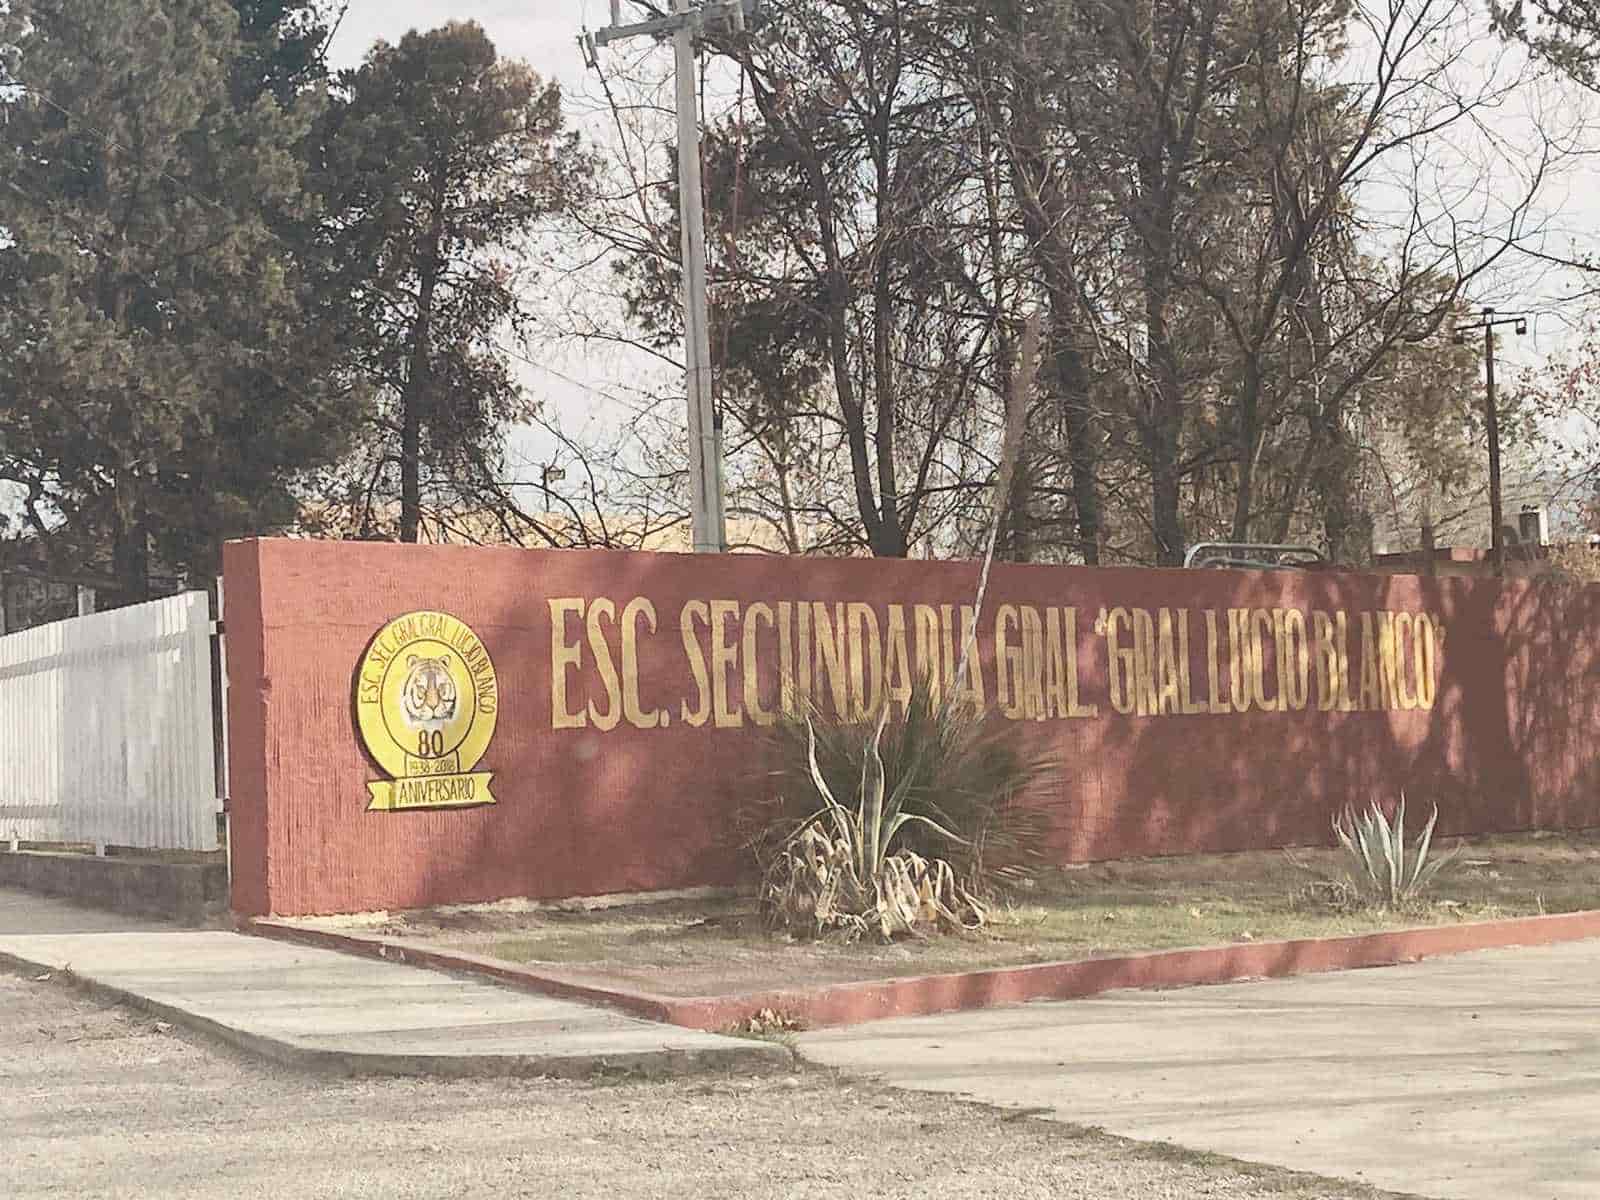 ESC. SEC. GRAL GRAL LUCIO BLANCO
80
1938-2018
ANIVERSARIO
ESC. SECUNDARIA GRAL. "GRAL. LUCIO BLANCO"